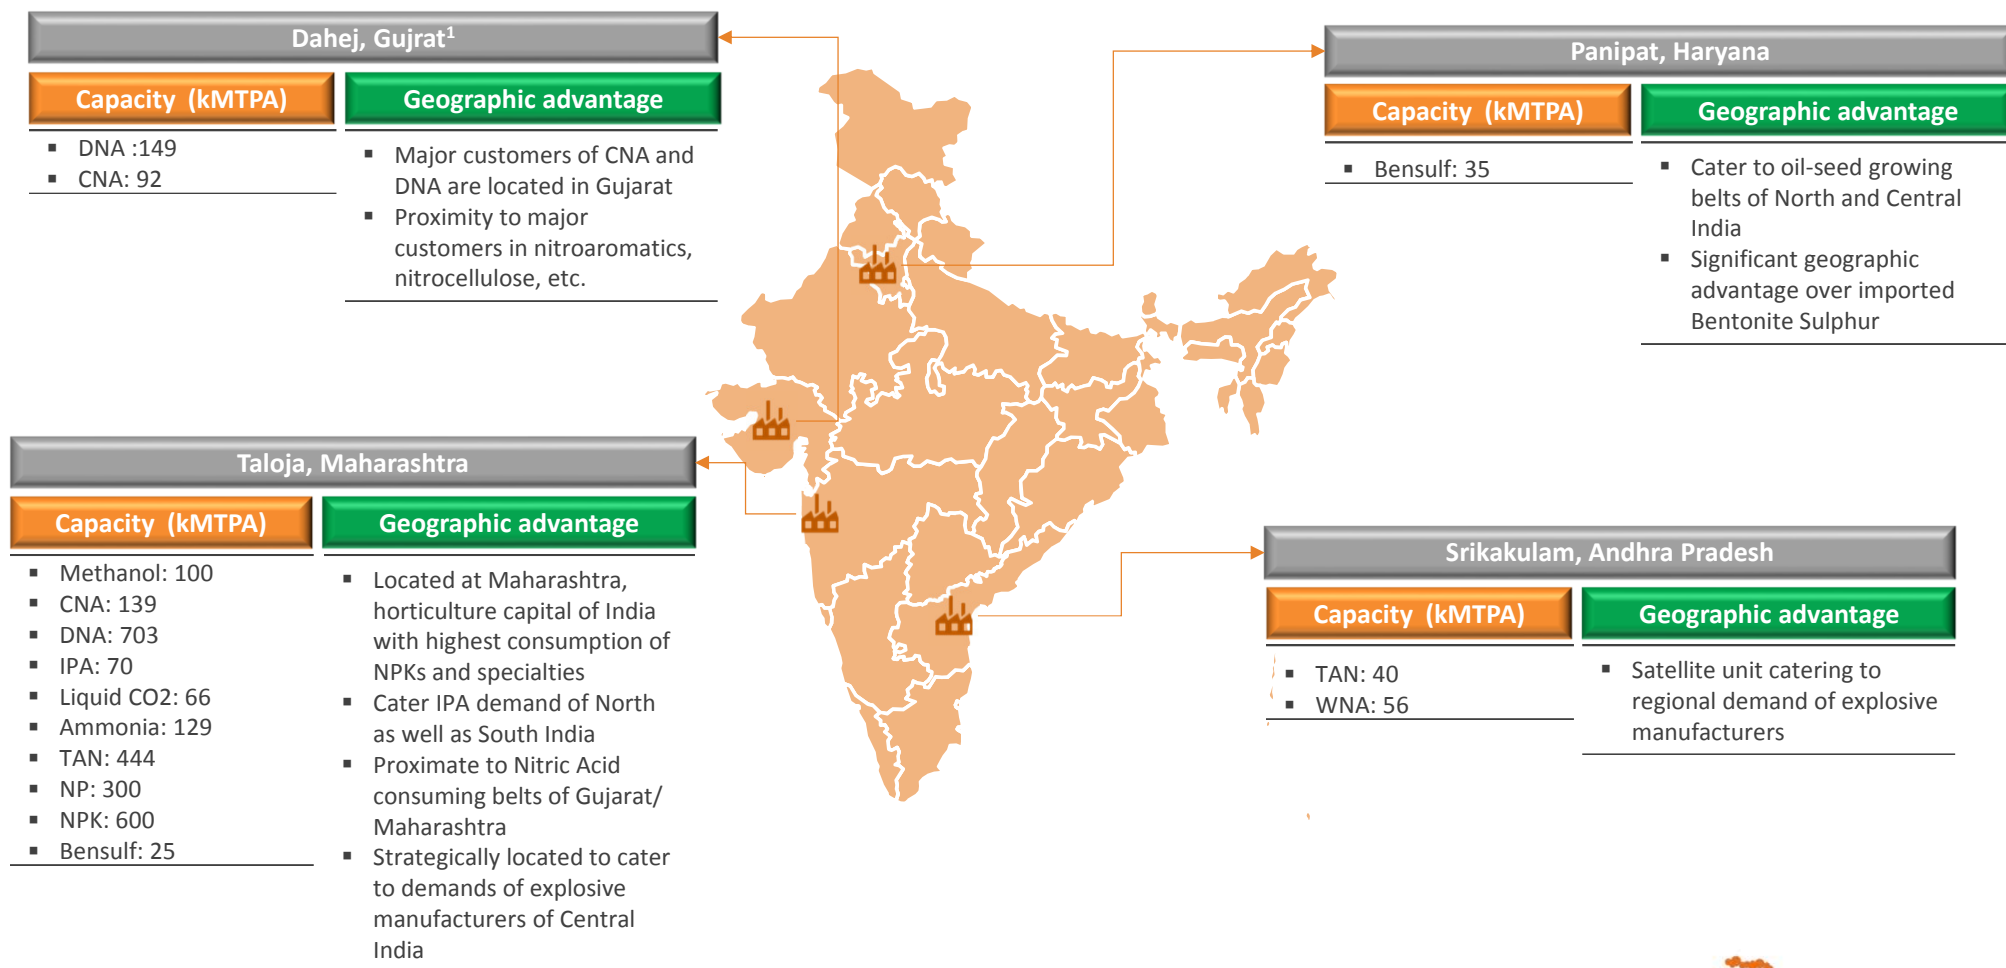 Dahej, Gujrat¹
Capacity (kMTPA)
Geographic advantage
▪ DNA :149
▪ CNA: 92
▪ Major customers of CNA and
DNA are located in Gujarat
▪ Proximity to major
customers in nitroaromatics,
nitrocellulose, etc.
Panipat, Haryana
Capacity (kMTPA)
Geographic advantage
▪ Bensulf: 35
▪ Cater to oil-seed growing
belts of North and Central
India
▪ Significant geographic
advantage over imported
Bentonite Sulphur
Taloja, Maharashtra
Capacity (kMTPA)
Geographic advantage
▪ Methanol: 100
▪ CNA: 139
▪ DNA: 703
▪ IPA: 70
▪ Liquid CO2: 66
▪ Ammonia: 129
▪ TAN: 444
▪ NP: 300
▪ NPK: 600
▪ Bensulf: 25
▪ Located at Maharashtra,
horticulture capital of India
with highest consumption of
NPKs and specialties
▪ Cater IPA demand of North
as well as South India
▪ Proximate to Nitric Acid
consuming belts of Gujarat/
Maharashtra
▪ Strategically located to cater
to demands of explosive
manufacturers of Central
India
Srikakulam, Andhra Pradesh
Capacity (kMTPA)
Geographic advantage
▪ TAN: 40
▪ WNA: 56
▪ Satellite unit catering to
regional demand of explosive
manufacturers